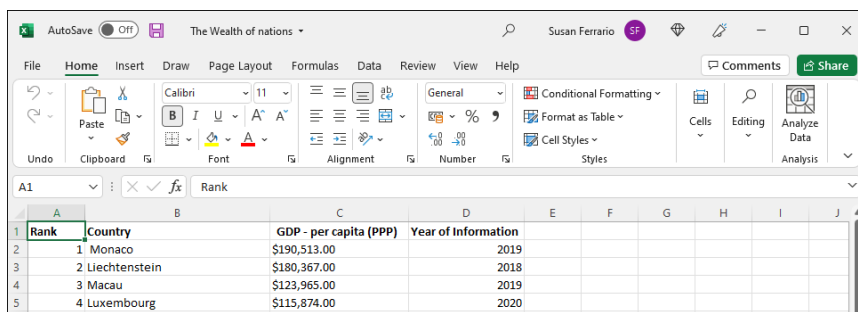 AutoSave Off The Wealth of nations Susan Ferrario SF
File Home Insert Draw Page Layout Formulas Data Review View Help Comments Share
Calibri 11 General Conditional Formatting
Paste B I U A A % Format as Table Cells Editing Analyze Data
Cell Styles
Undo Clipboard Font Alignment Number Styles Analysis
A1 fx Rank
A B C D E F G H I J
1 Rank Country GDP - per capita (PPP) Year of Information
2 1 Monaco $190,513.00 2019
3 2 Liechtenstein $180,367.00 2018
4 3 Macau $123,965.00 2019
5 4 Luxembourg $115,874.00 2020